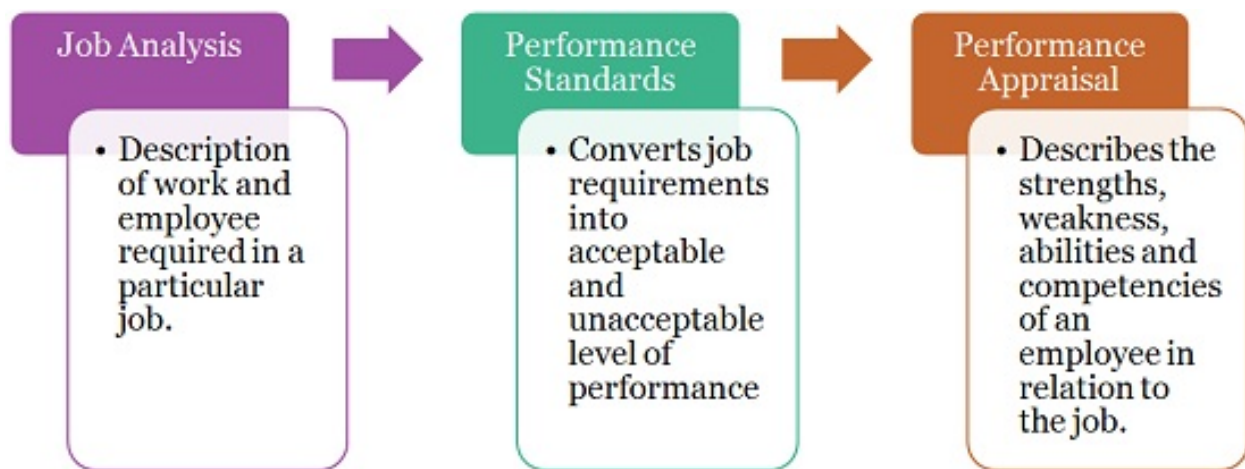 Job Analysis
• Description
of work and
employee
required in a
particular
job.
Performance
Standards
• Converts job
requirements
into
acceptable
and
unacceptable
level of
performance
Performance
Appraisal
• Describes the
strengths,
weakness,
abilities and
competencies
of an
employee in
relation to
the job.